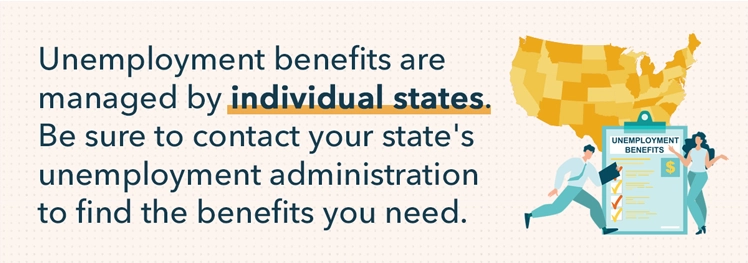 Unemployment benefits are
managed by individual states.
Be sure to contact your state's
unemployment administration
to find the benefits you need.
UNEMPLOYMENT
BENEFITS
$